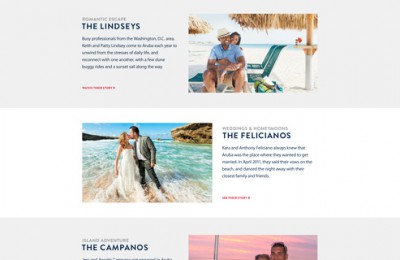 ROMANTIC ESCAPE
THE LINDSEYS
Busy professionals from the Washington, D.C. area,
Keith and Patty Lindsay come to Aruba each year to
unwind from the stresses of daily life, and
reconnect with one another, with a few dune
buggy rides and a sunset sail along the way.
WATCH THEIR STORY
WEDDINGS & HONEYMOONS
THE FELICIANOS
Kara and Anthony Feliciano always knew that
Aruba was the place where they wanted to get
married. In April 2011, they said their vows on the
beach, and danced the night away with their
closest family and friends.
SEE THEIR STORY
ISLAND ADVENTURE
THE CAMPANOS